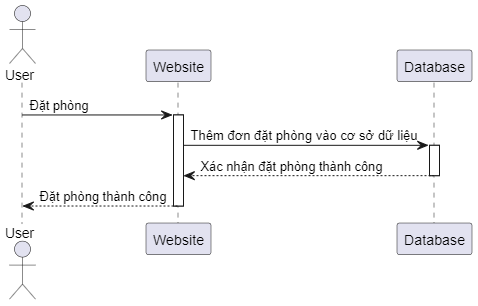 User
Website
Database
Đặt phòng
Thêm đơn đặt phòng vào cơ sở dữ liệu
Xác nhận đặt phòng thành công
Đặt phòng thành công
User
Website
Database